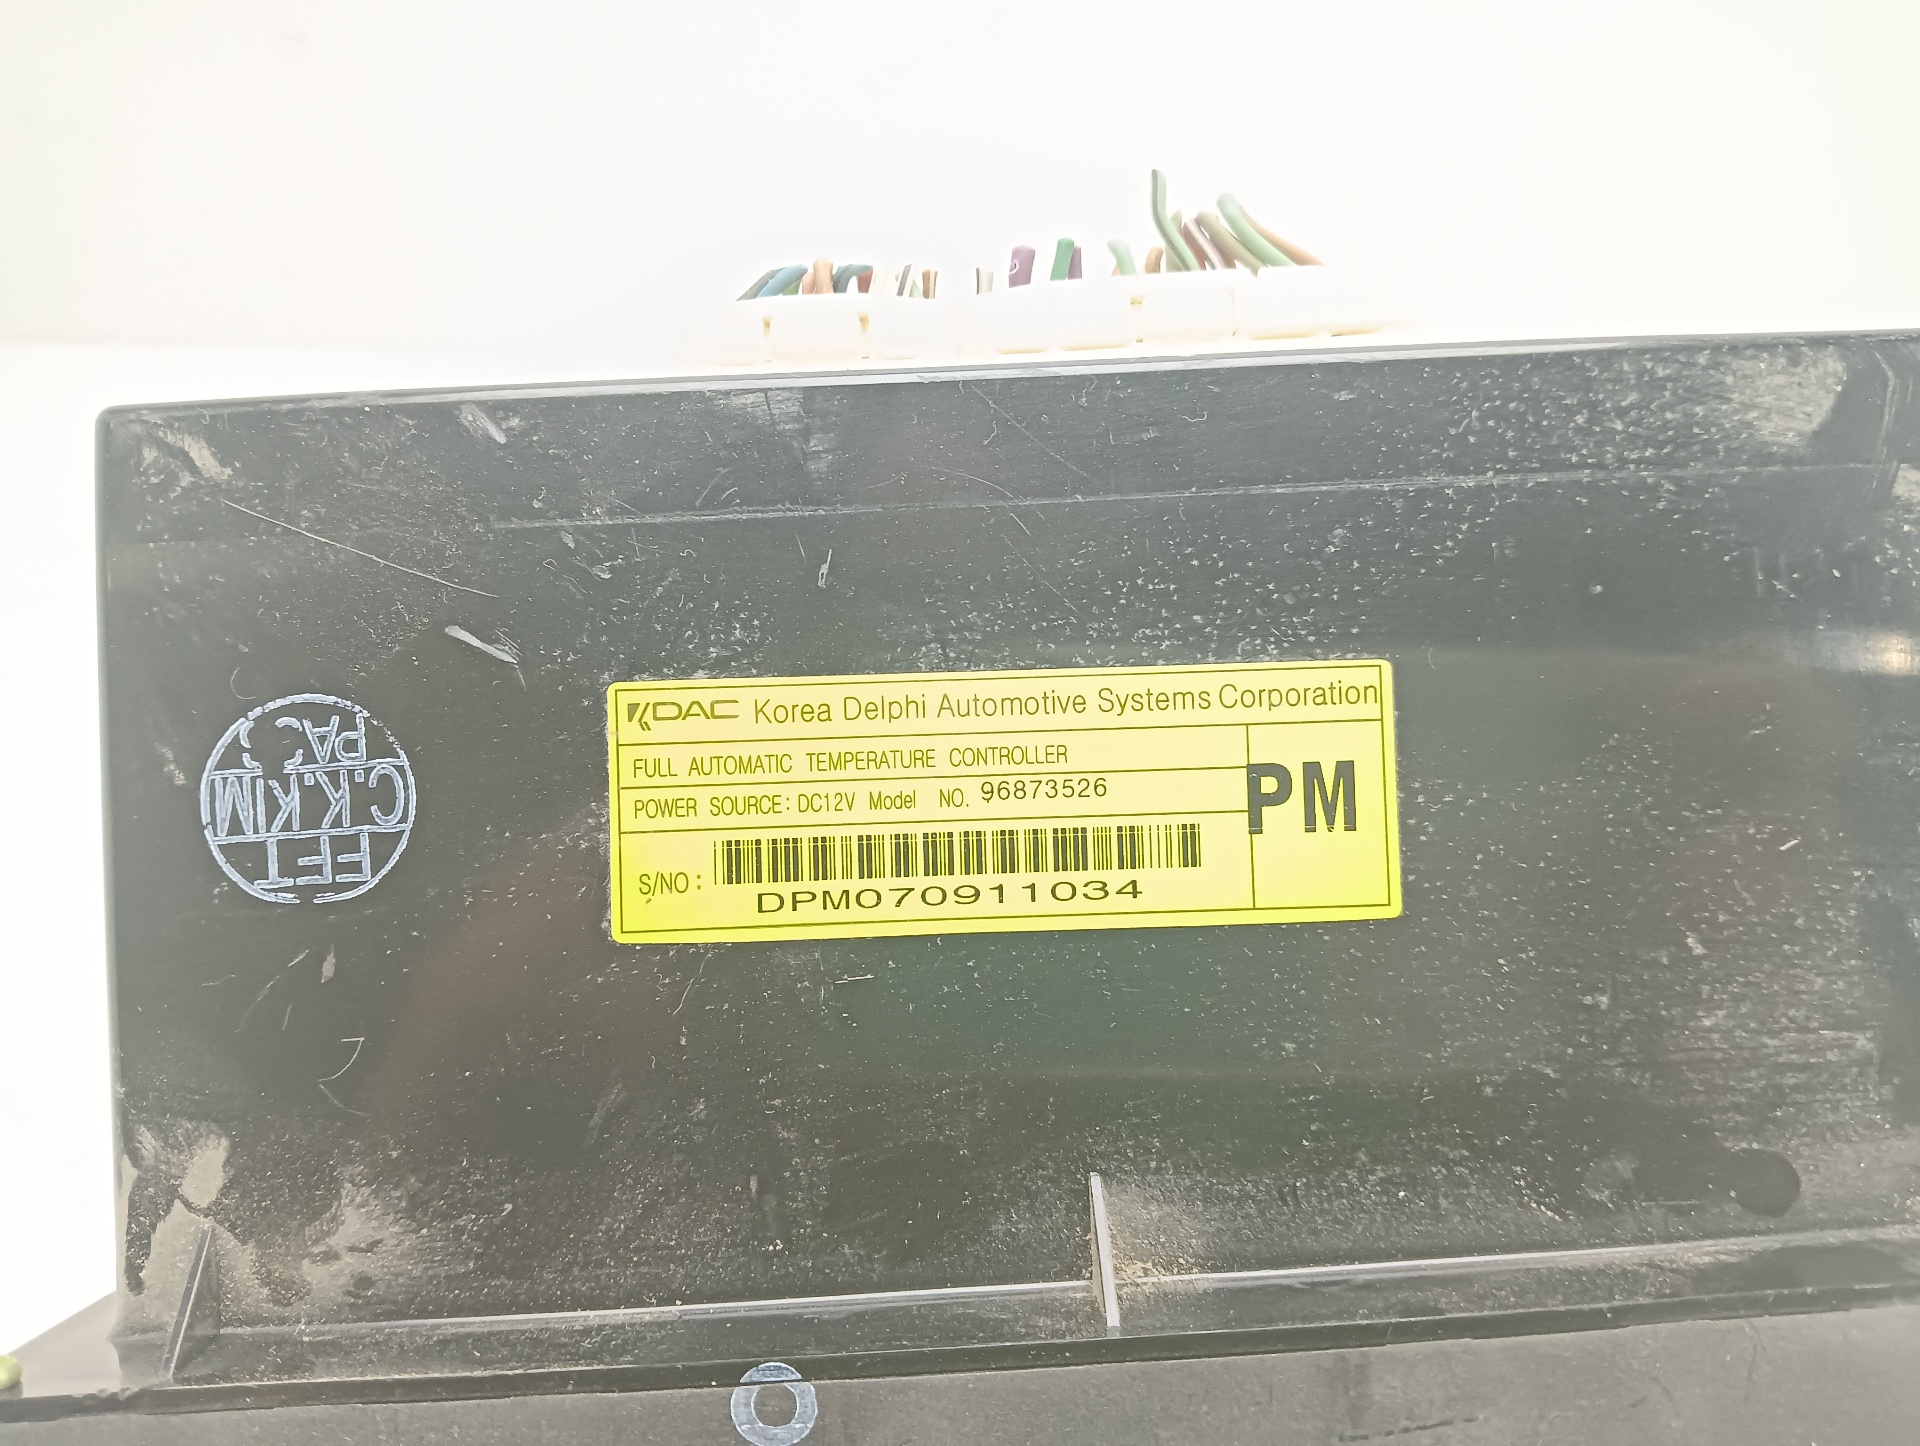 KDAC Korea Delphi Automotive Systems Corporation
FULL AUTOMATIC TEMPERATURE CONTROLLER
POWER SOURCE: DC12V Model NO. 96873526
PM
S/NO :
DPM070911034
EFT
C.K.KIM
PAC